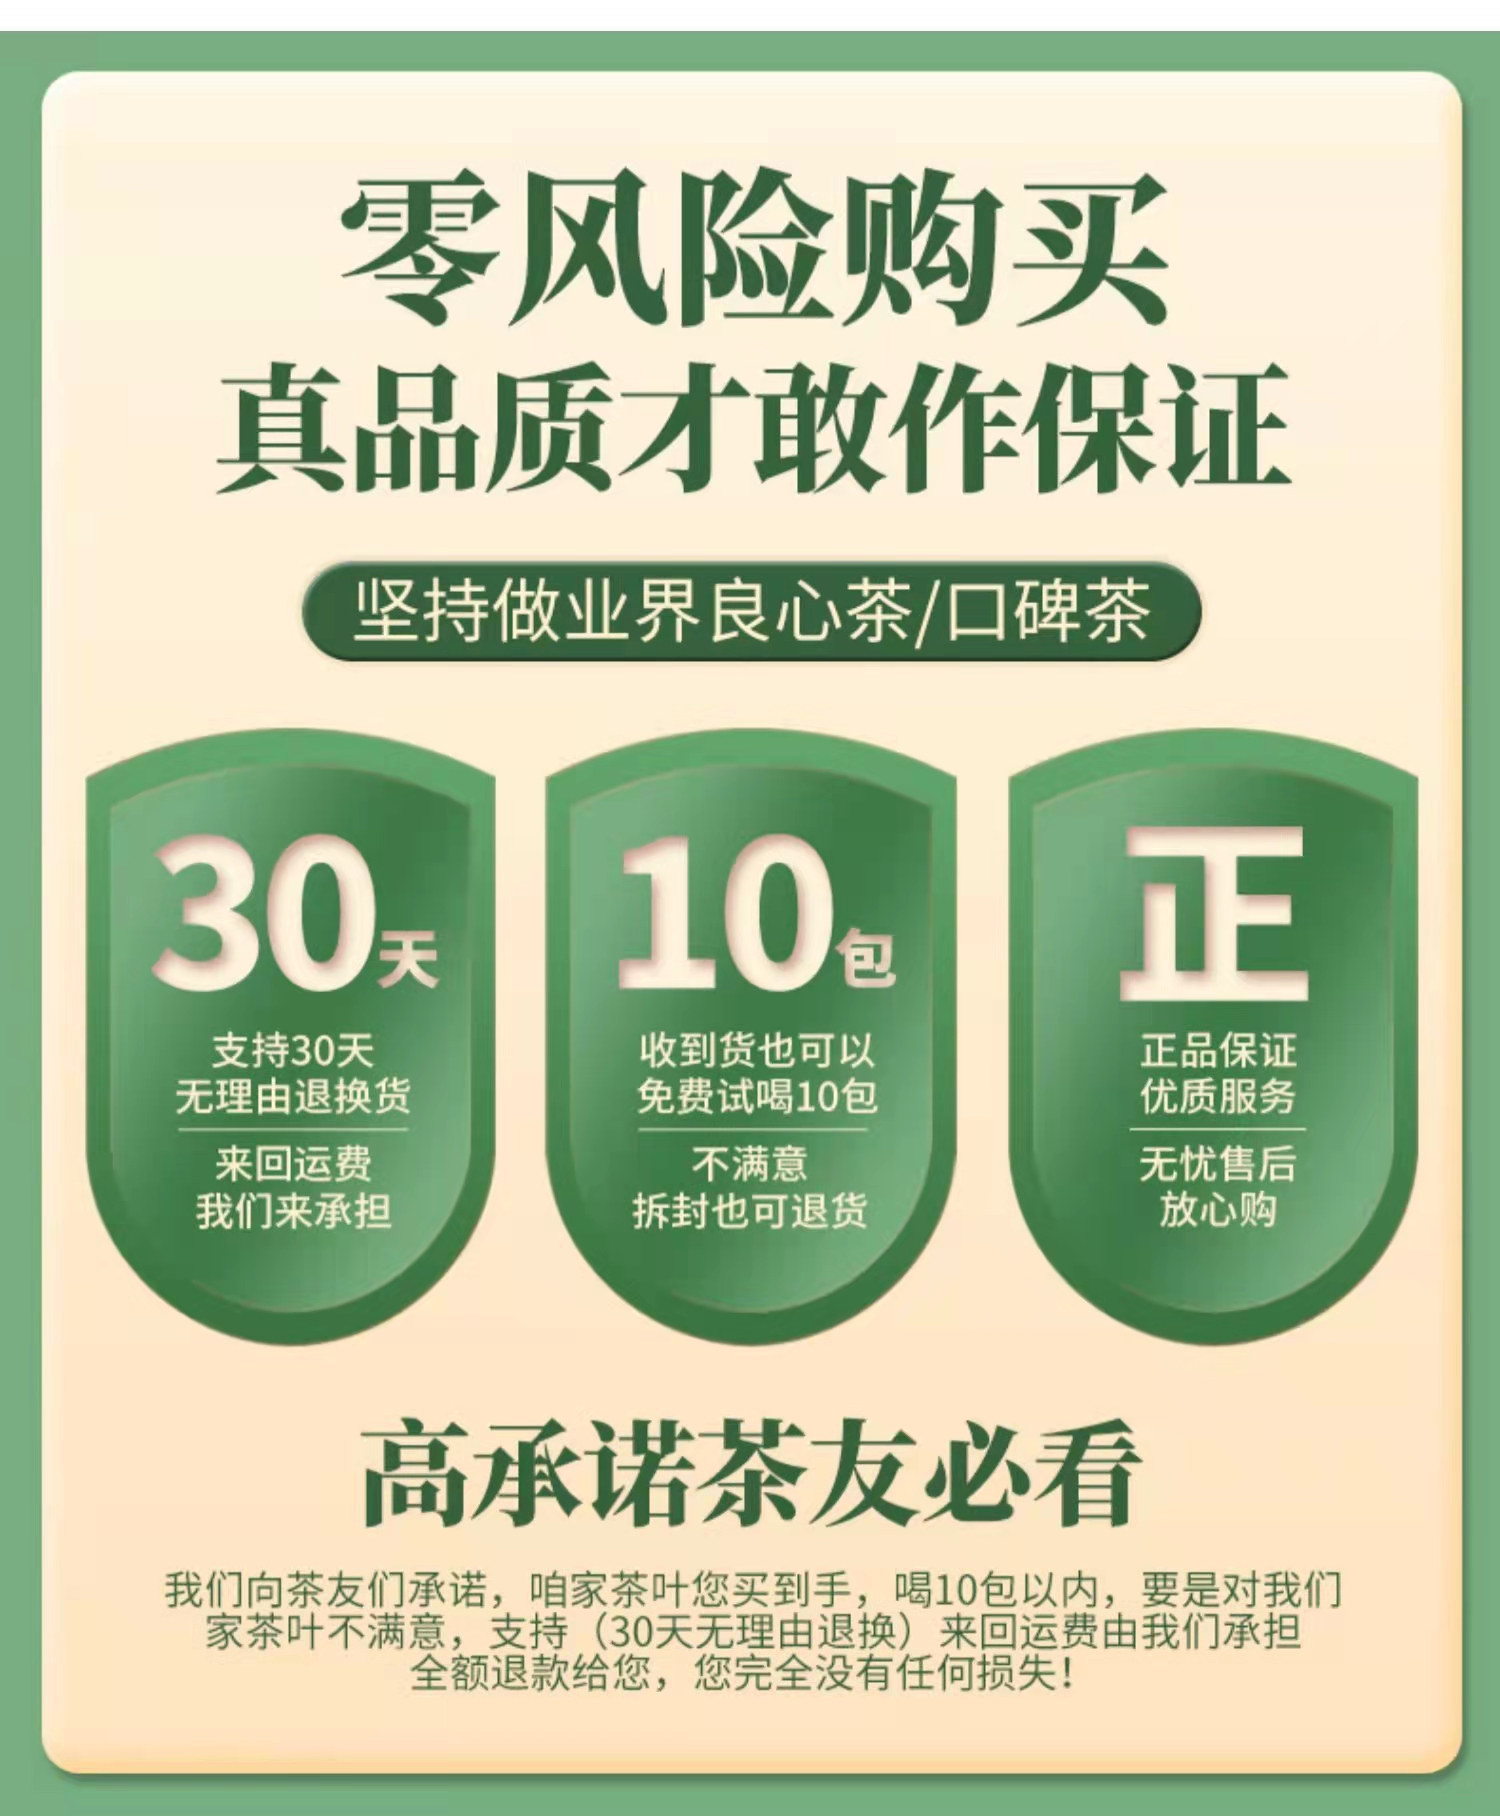 零风险购买
真品质才敢作保证
坚持做业界良心茶/口碑茶
30天
支持30天
无理由退换货
来回运费
我们来承担
10包
收到货也可以
免费试喝10包
不满意
拆封也可退货
正
正品保证
优质服务
无忧售后
放心购
高承诺茶友必看
我们向茶友们承诺，咱家茶叶您买到手，喝10包以内，要是对我们
家茶叶不满意，支持（30天无理由退换）来回运费由我们承担
全额退款给您，您完全没有任何损失！